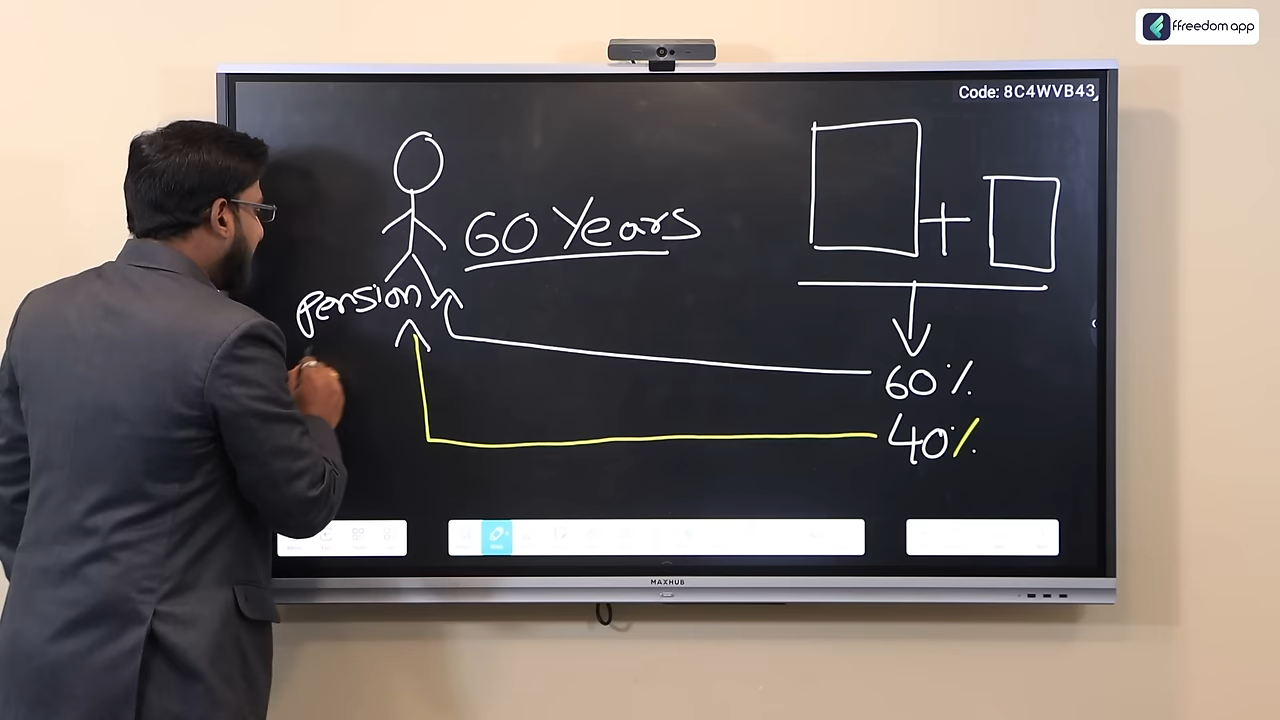 ffreedom app
Code: 8C4WVB43
60 Years
pension
60%
40%
MAXHUB